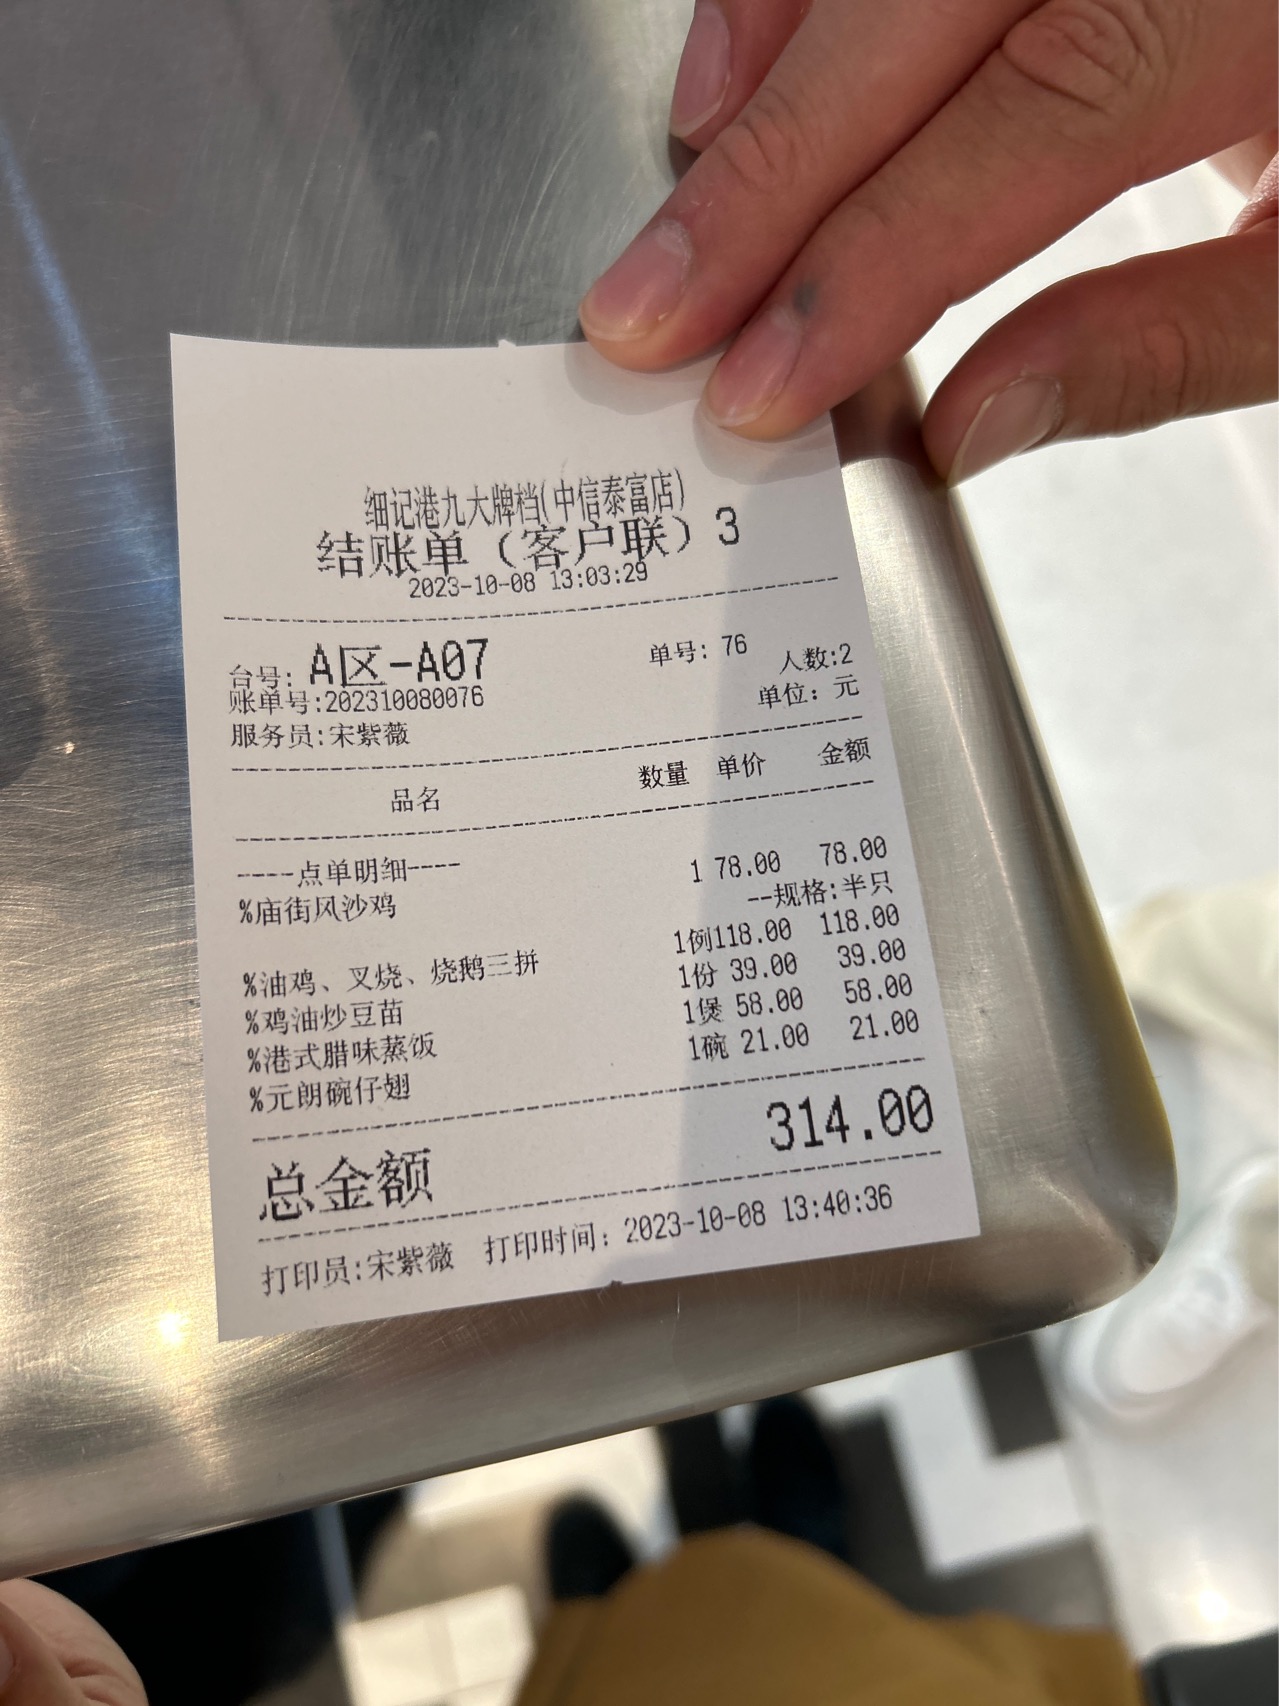 细记港九大牌档(中信泰富店)
结账单（客户联）3
2023-10-08 13:03:29
台号: A区-A07 单号: 76
账单号:202310080076 人数:2
服务员:宋紫薇 单位: 元
品名 数量 单价 金额
----点单明细----
%庙街风沙鸡 1 78.00 78.00
--规格:半只
%油鸡、叉烧、烧鹅三拼 1例118.00 118.00
%鸡油炒豆苗 1份 39.00 39.00
%港式腊味蒸饭 1煲 58.00 58.00
%元朗碗仔翅 1碗 21.00 21.00
总金额 314.00
打印员:宋紫薇 打印时间: 2023-10-08 13:40:36